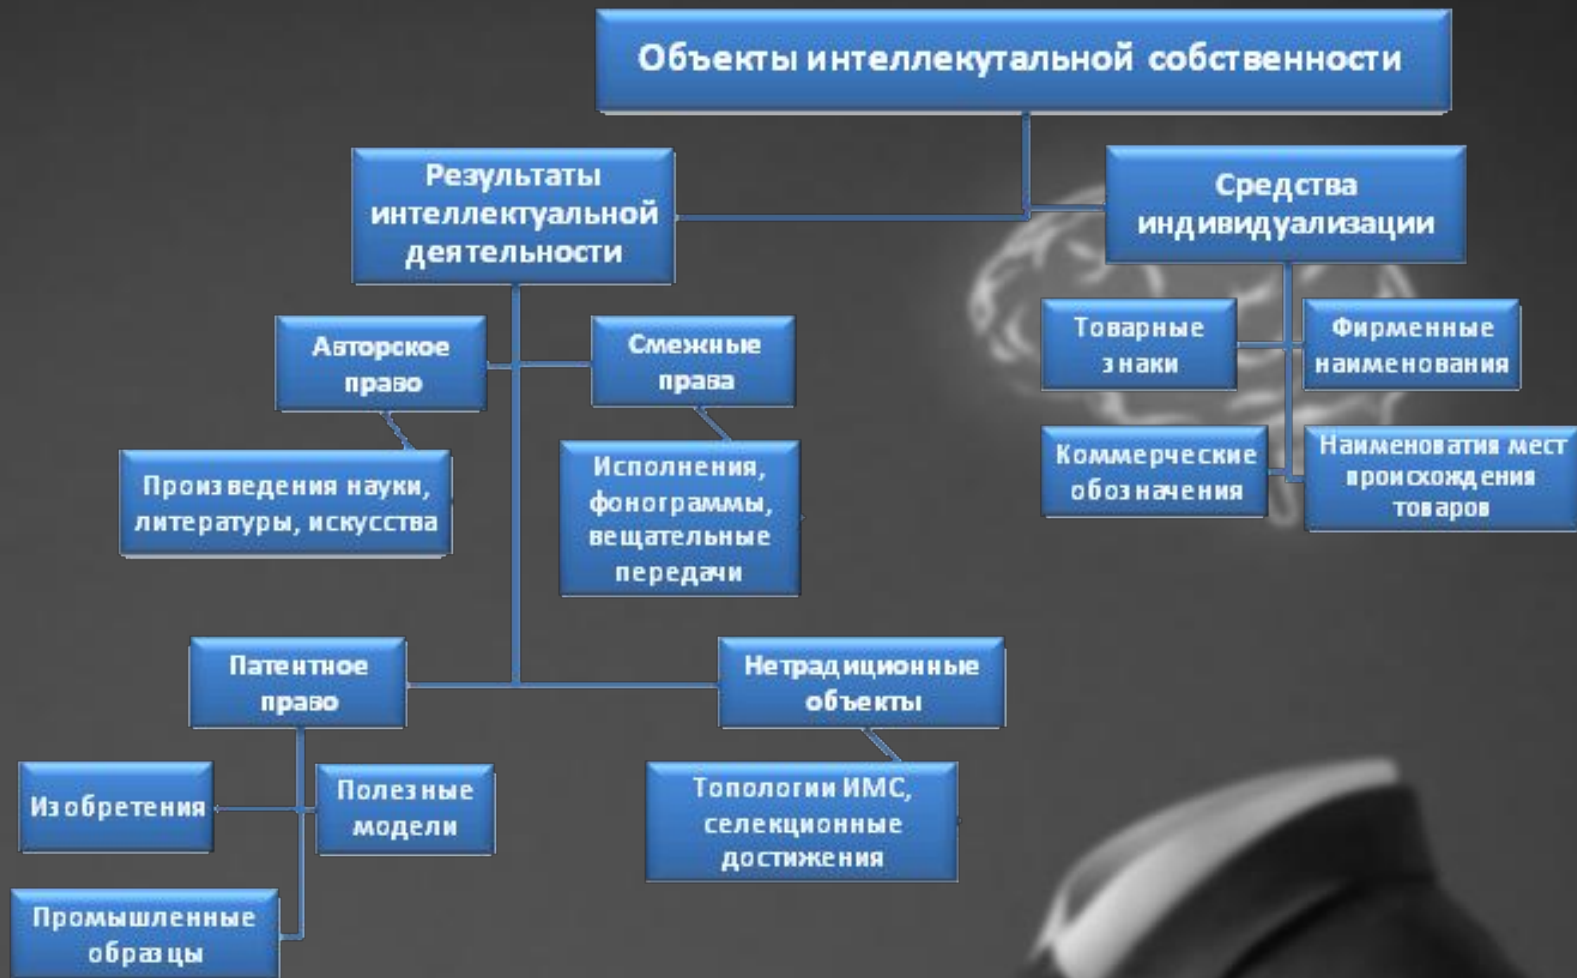 Объекты интеллекутальной собственности
Результаты
интеллектуальной
деятельности
Средства
индивидуализации
Авторское
право
Смежные
права
Товарные
знаки
Фирменные
наименования
Произведения науки,
литературы, искусства
Исполнения,
фонограммы,
вещательные
передачи
Коммерческие
обозначения
Наименоватия мест
происхождения
товаров
Патентное
право
Нетрадиционные
объекты
Изобретения
Полезные
модели
Топологии ИМС,
селекционные
достижения
Промышленные
образцы